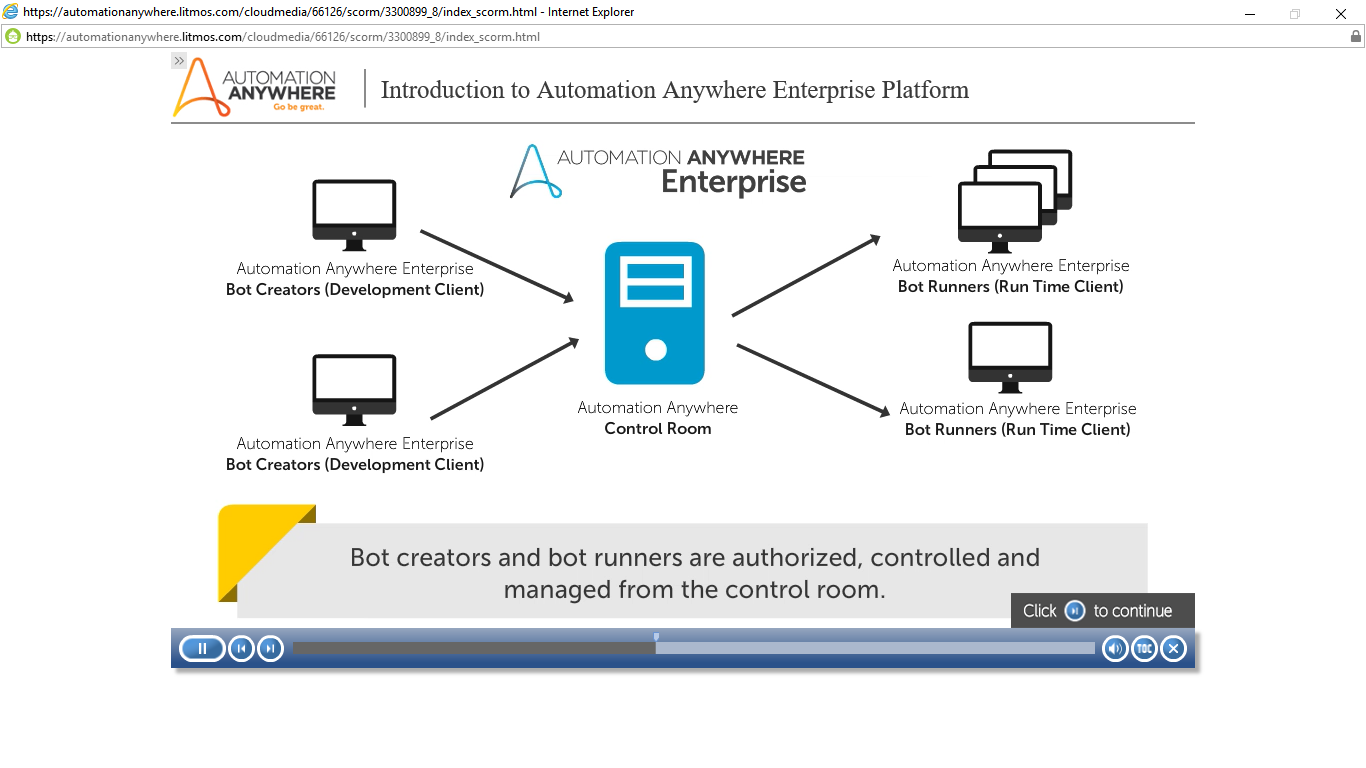 https://automationanywhere.litmos.com/cloudmedia/66126/scorm/3300899_8/index_scorm.html - Internet Explorer
https://automationanywhere.litmos.com/cloudmedia/66126/scorm/3300899_8/index_scorm.html
»
AUTOMATION
ANYWHERE
Go be great.
Introduction to Automation Anywhere Enterprise Platform
AUTOMATION ANYWHERE
Enterprise
Automation Anywhere Enterprise
Bot Creators (Development Client)
Automation Anywhere Enterprise
Bot Runners (Run Time Client)
Automation Anywhere
Control Room
Automation Anywhere Enterprise
Bot Creators (Development Client)
Automation Anywhere Enterprise
Bot Runners (Run Time Client)
Bot creators and bot runners are authorized, controlled and
managed from the control room.
Click to continue
TOC